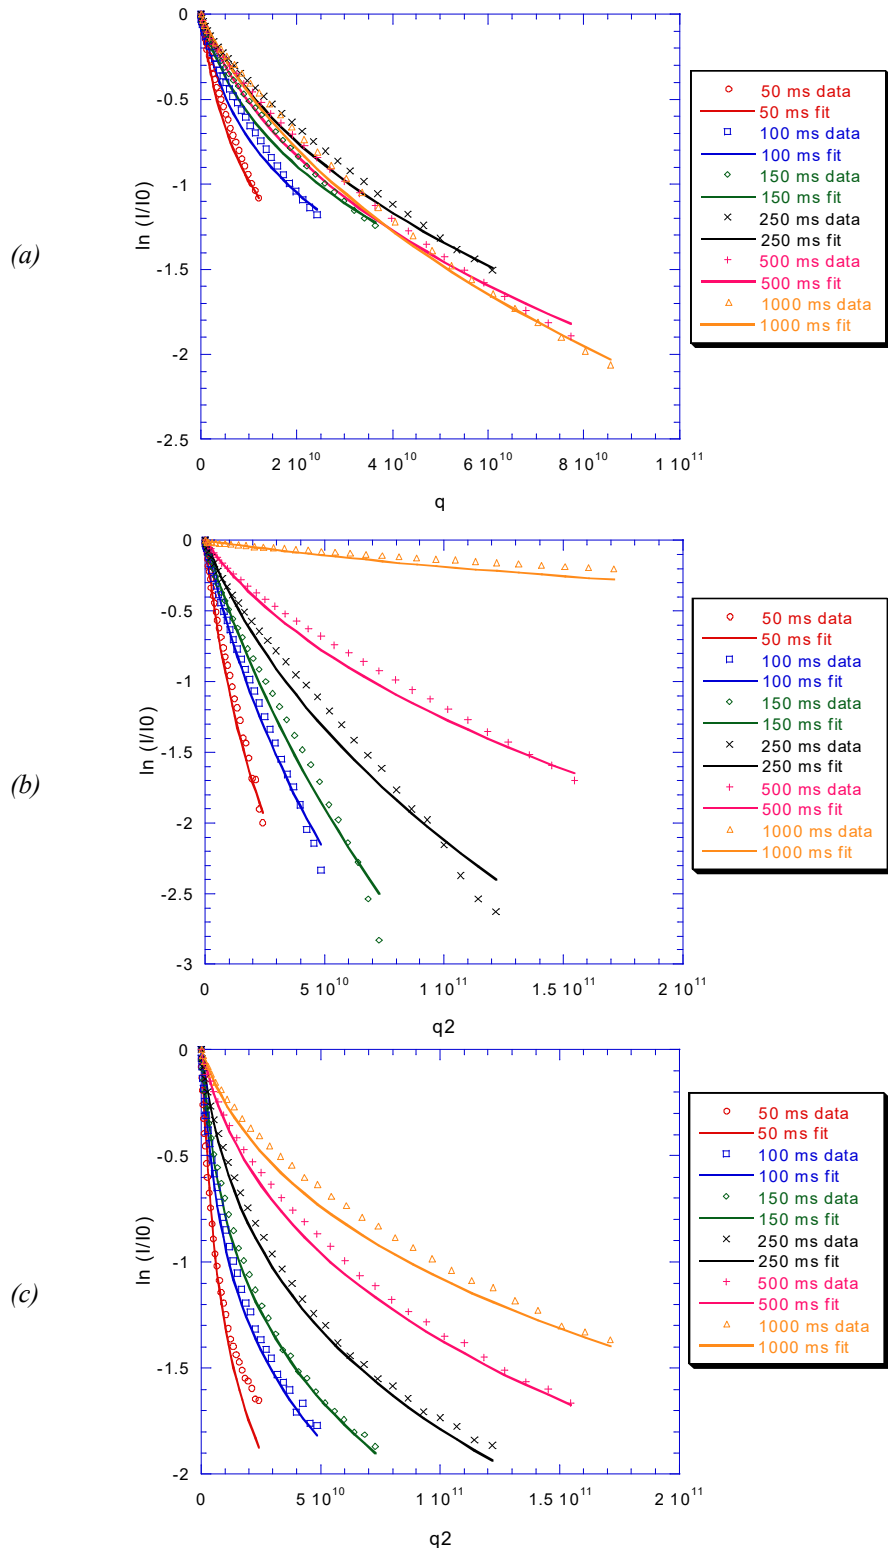 (a)
ln (I/I0)
0
-0.5
-1
-1.5
-2
-2.5
0
2 10^10
4 10^10
6 10^10
8 10^10
1 10^11
q
50 ms data
50 ms fit
100 ms data
100 ms fit
150 ms data
150 ms fit
250 ms data
250 ms fit
500 ms data
500 ms fit
1000 ms data
1000 ms fit
(b)
ln (I/I0)
0
-0.5
-1
-1.5
-2
-2.5
-3
0
5 10^10
1 10^11
1.5 10^11
2 10^11
q2
50 ms data
50 ms fit
100 ms data
100 ms fit
150 ms data
150 ms fit
250 ms data
250 ms fit
500 ms data
500 ms fit
1000 ms data
1000 ms fit
(c)
ln (I/I0)
0
-0.5
-1
-1.5
-2
0
5 10^10
1 10^11
1.5 10^11
2 10^11
q2
50 ms data
50 ms fit
100 ms data
100 ms fit
150 ms data
150 ms fit
250 ms data
250 ms fit
500 ms data
500 ms fit
1000 ms data
1000 ms fit